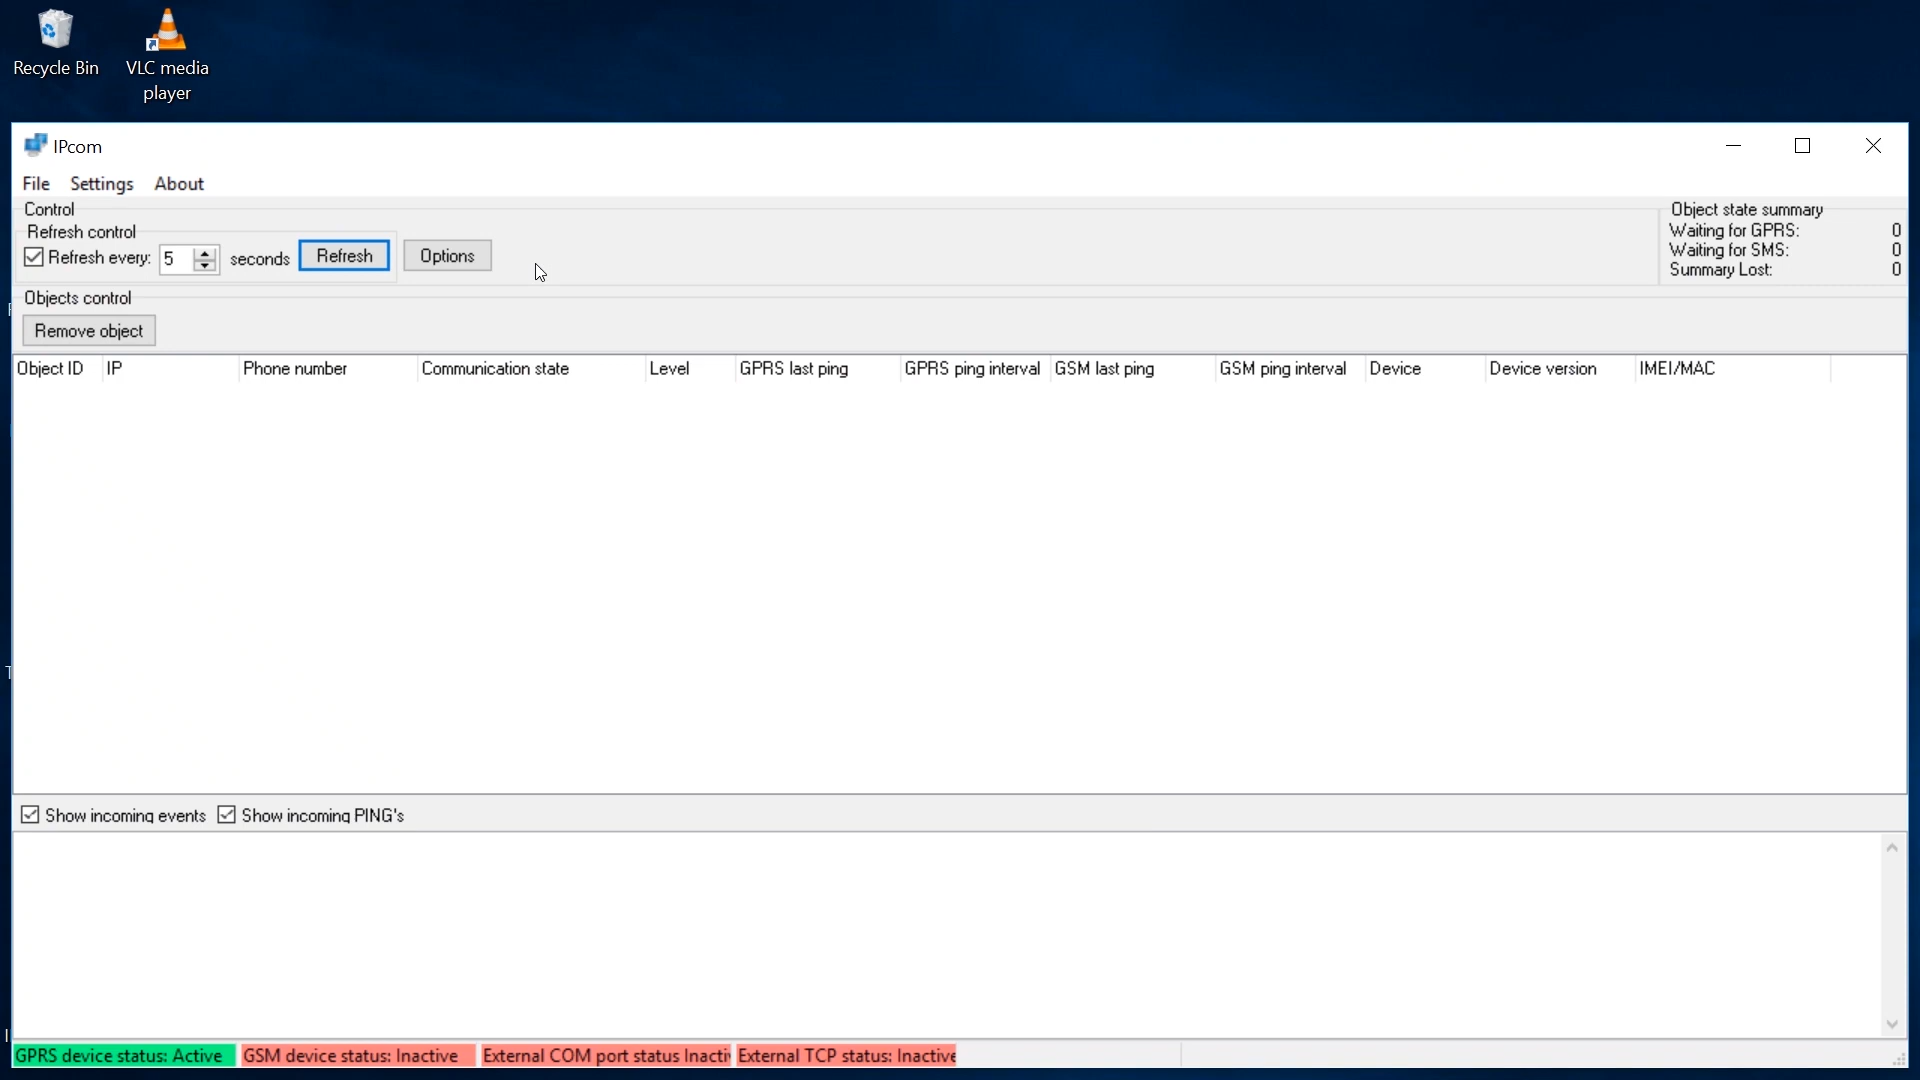 Recycle Bin
VLC media
player
IPcom
File Settings About
Control
Refresh control
Refresh every: 5 seconds Refresh Options
Object state summary
Waiting for GPRS: 0
Waiting for SMS: 0
Summary Lost: 0
Objects control
Remove object
Object ID IP Phone number Communication state Level GPRS last ping GPRS ping interval GSM last ping GSM ping interval Device Device version IMEI/MAC
Show incoming events Show incoming PING's
GPRS device status: Active GSM device status: Inactive External COM port status Inacti External TCP status: Inactive